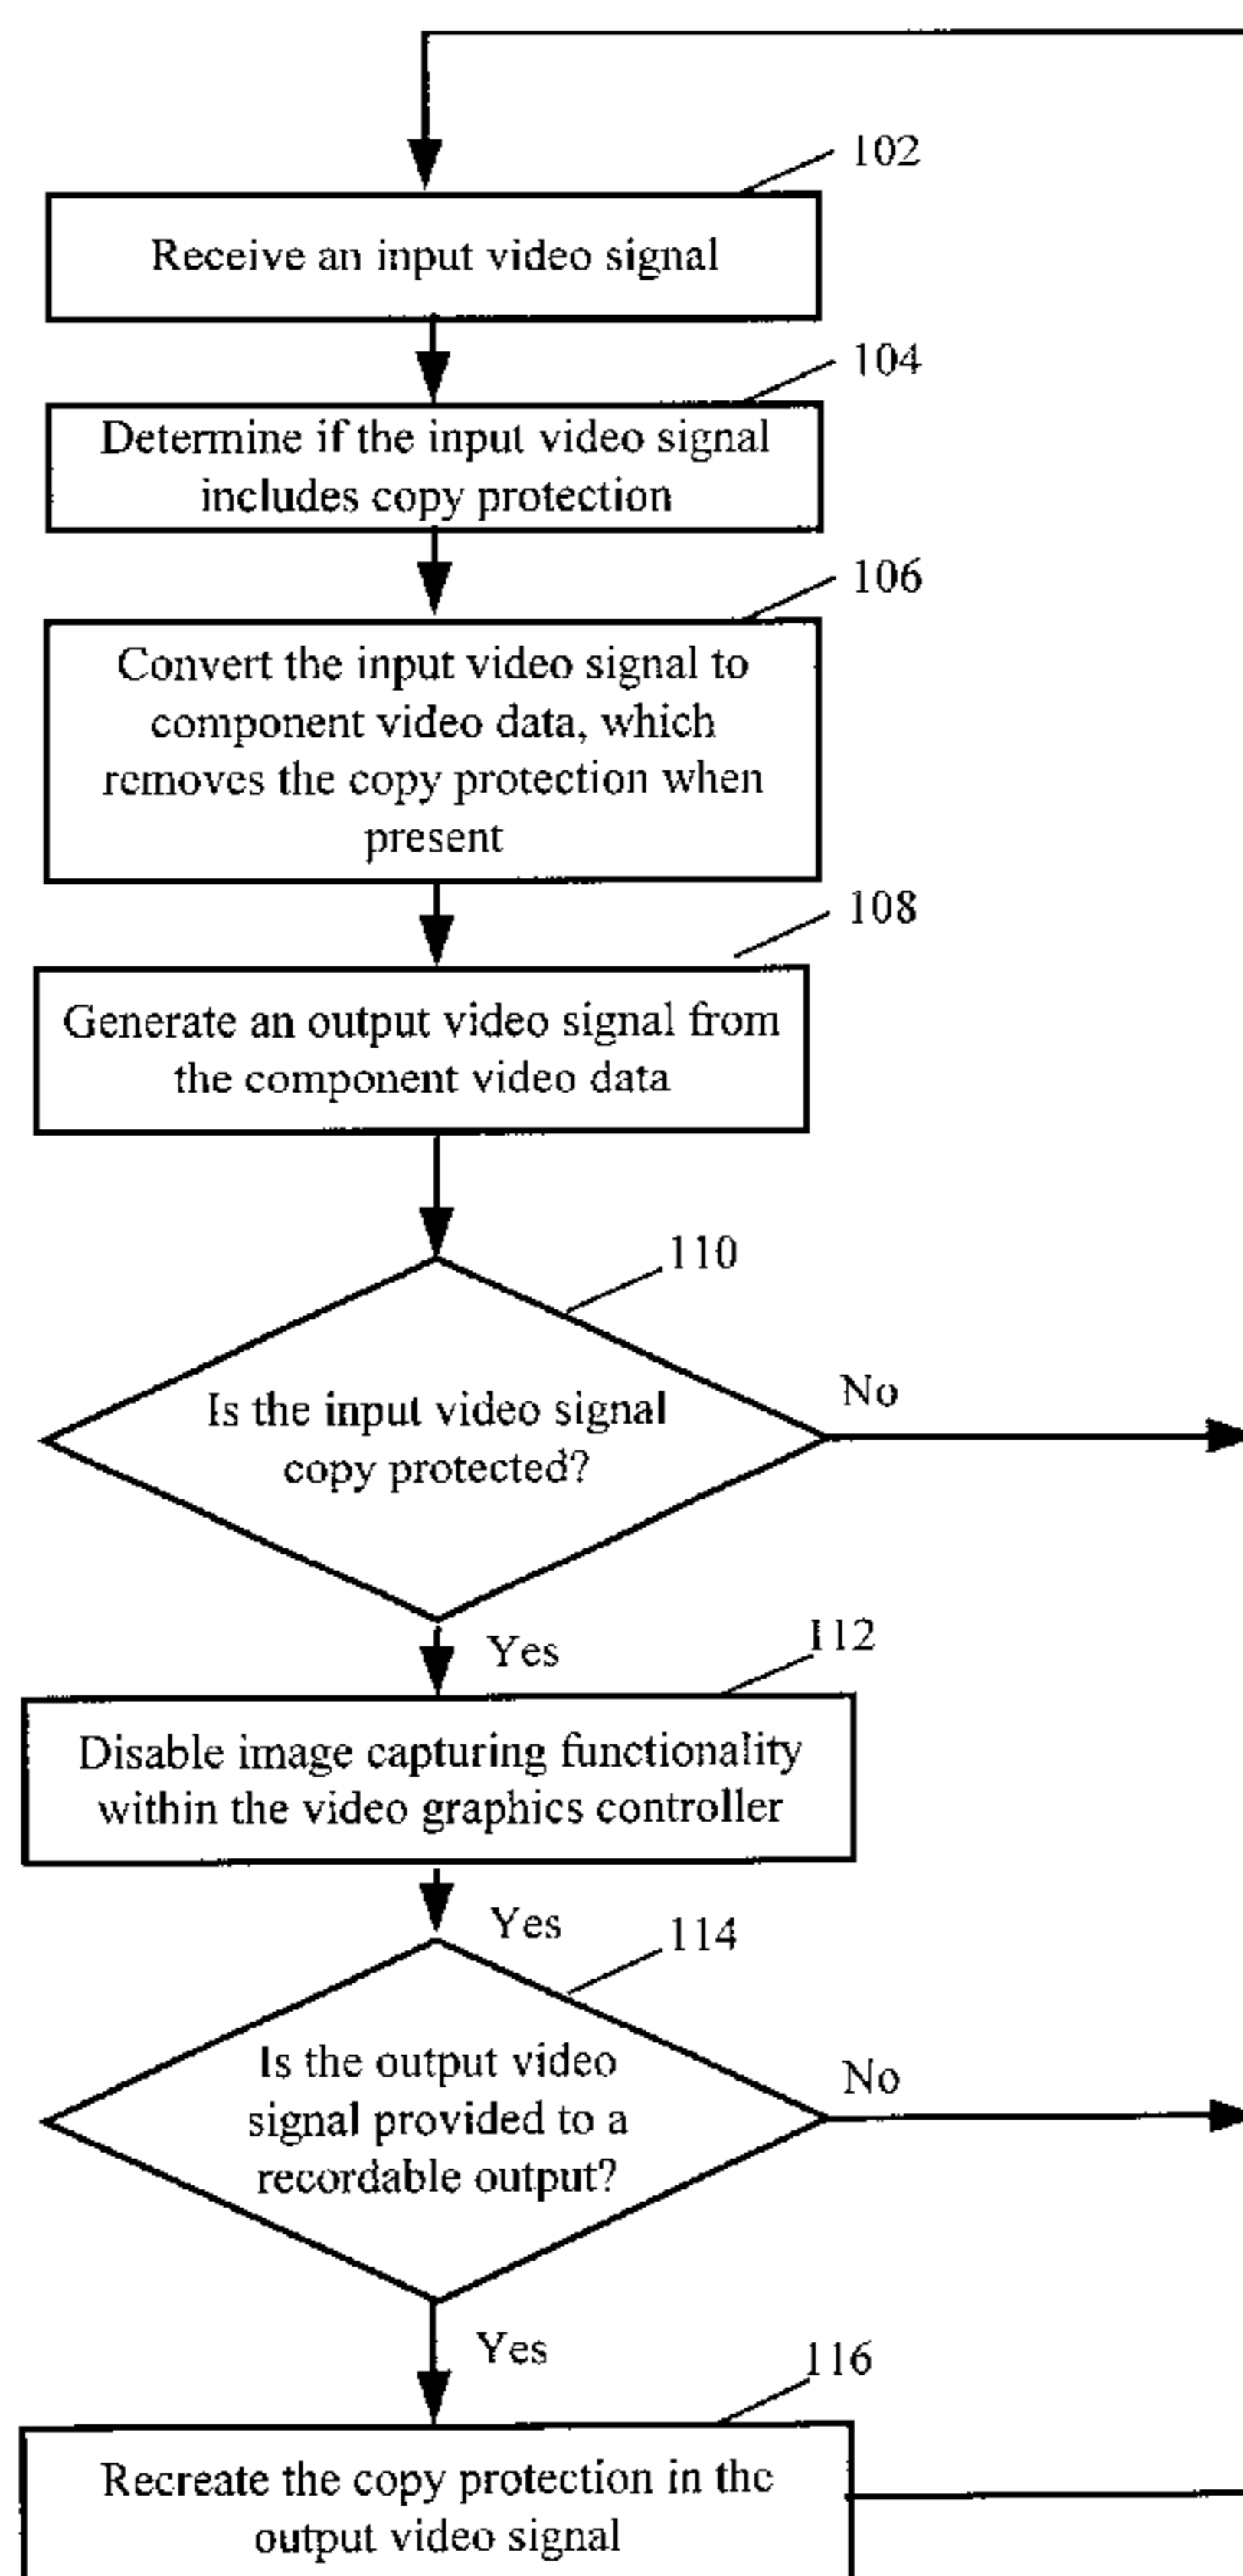 102
Receive an input video signal
104
Determine if the input video signal
includes copy protection
106
Convert the input video signal to
component video data, which
removes the copy protection when
present
108
Generate an output video signal from
the component video data
110
Is the input video signal
copy protected?
No
Yes
112
Disable image capturing functionality
within the video graphics controller
Yes
114
Is the output video
signal provided to a
recordable output?
No
Yes
116
Recreate the copy protection in the
output video signal